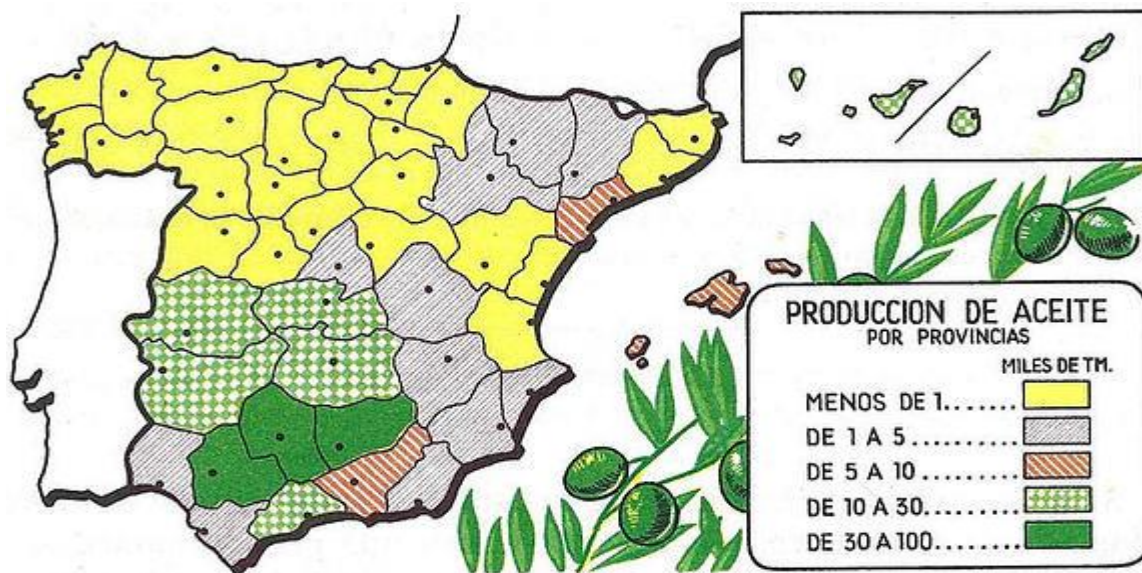 PRODUCCION DE ACEITE
POR PROVINCIAS
MILES DE TM.
MENOS DE 1.......
DE 1 A 5..........
DE 5 A 10.........
DE 10 A 30........
DE 30 A 100.......